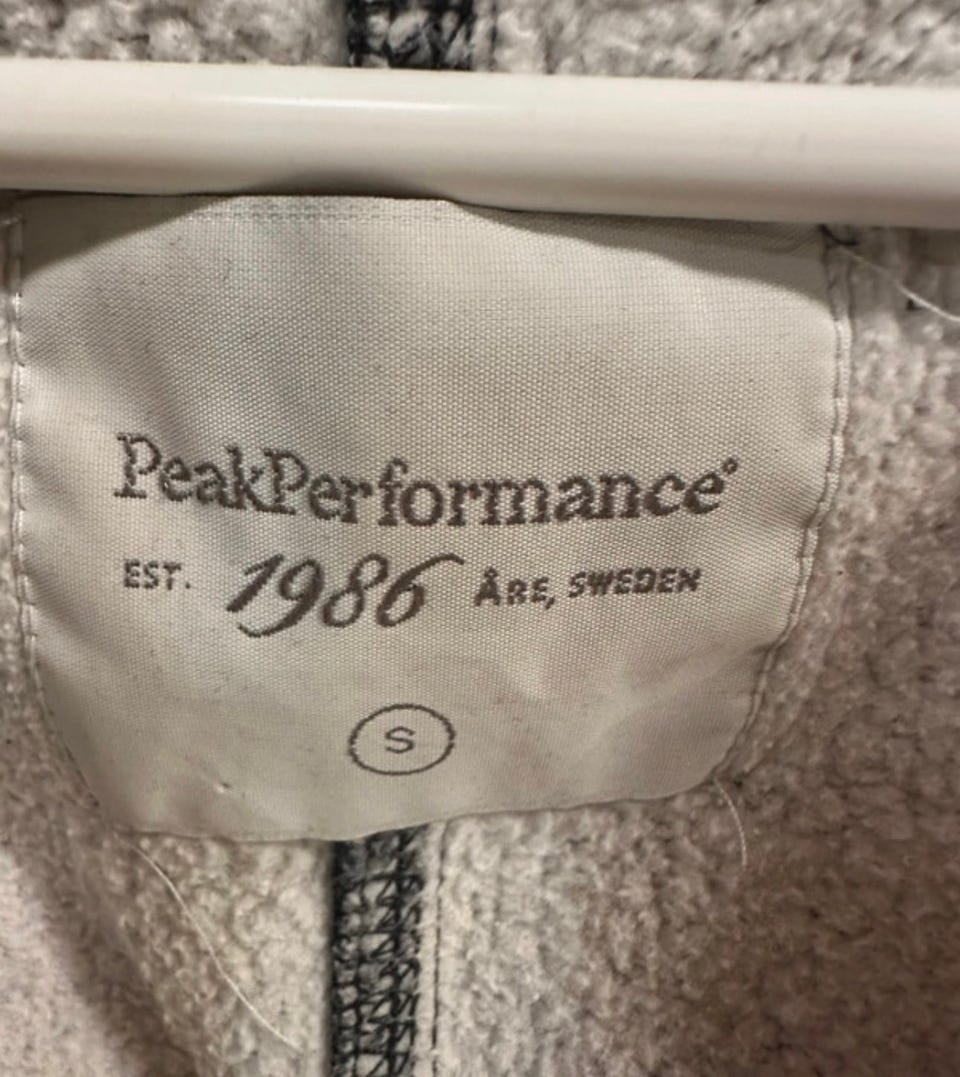 PeakPerformance®
EST. 1986 ÅRE, SWEDEN
S